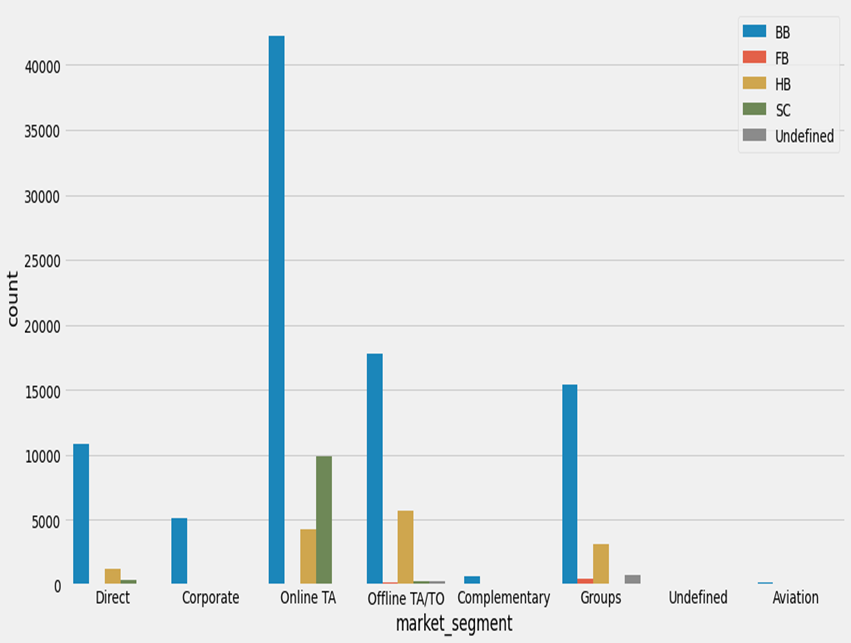 BB
FB
HB
SC
Undefined
40000
35000
30000
25000
20000
15000
10000
5000
0
count
Direct Corporate Online TA Offline TA/TO Complementary Groups Undefined Aviation
market_segment